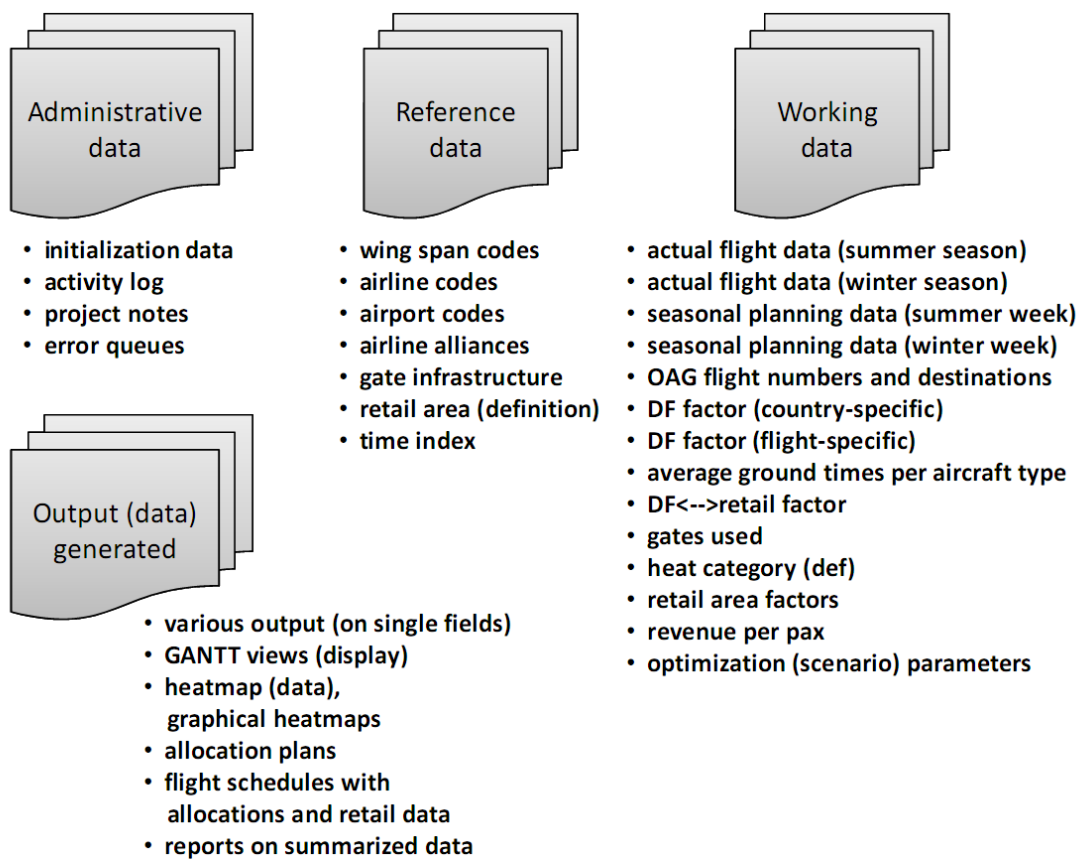 Administrative
data
• initialization data
• activity log
• project notes
• error queues
Reference
data
• wing span codes
• airline codes
• airport codes
• airline alliances
• gate infrastructure
• retail area (definition)
• time index
Working
data
• actual flight data (summer season)
• actual flight data (winter season)
• seasonal planning data (summer week)
• seasonal planning data (winter week)
• OAG flight numbers and destinations
• DF factor (country-specific)
• DF factor (flight-specific)
• average ground times per aircraft type
• DF<-->retail factor
• gates used
• heat category (def)
• retail area factors
• revenue per pax
• optimization (scenario) parameters
Output (data)
generated
• various output (on single fields)
• GANTT views (display)
• heatmap (data),
graphical heatmaps
• allocation plans
• flight schedules with
allocations and retail data
• reports on summarized data